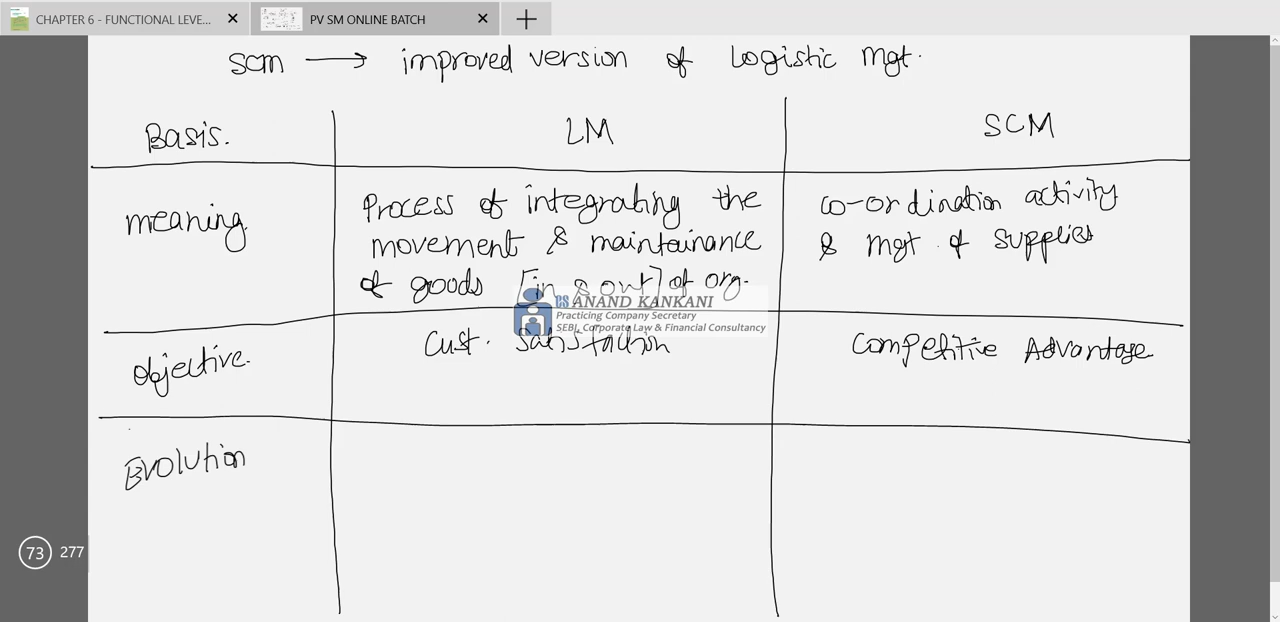 CHAPTER 6 - FUNCTIONAL LEVE...
PV SM ONLINE BATCH
SCM → improved version of Logistic Mgt.
Basis.
LM
SCM
meaning.
Process of integrating the
movement & maintainance
of goods [in & out] of org.
co-ordination activity
& mgt. of supplies
CS ANAND KANKANI
Practicing Company Secretary
SEBI, Corporate Law & Financial Consultancy
objective.
Cust. Satisfaction
Competitive Advantage
Evolution
73 277